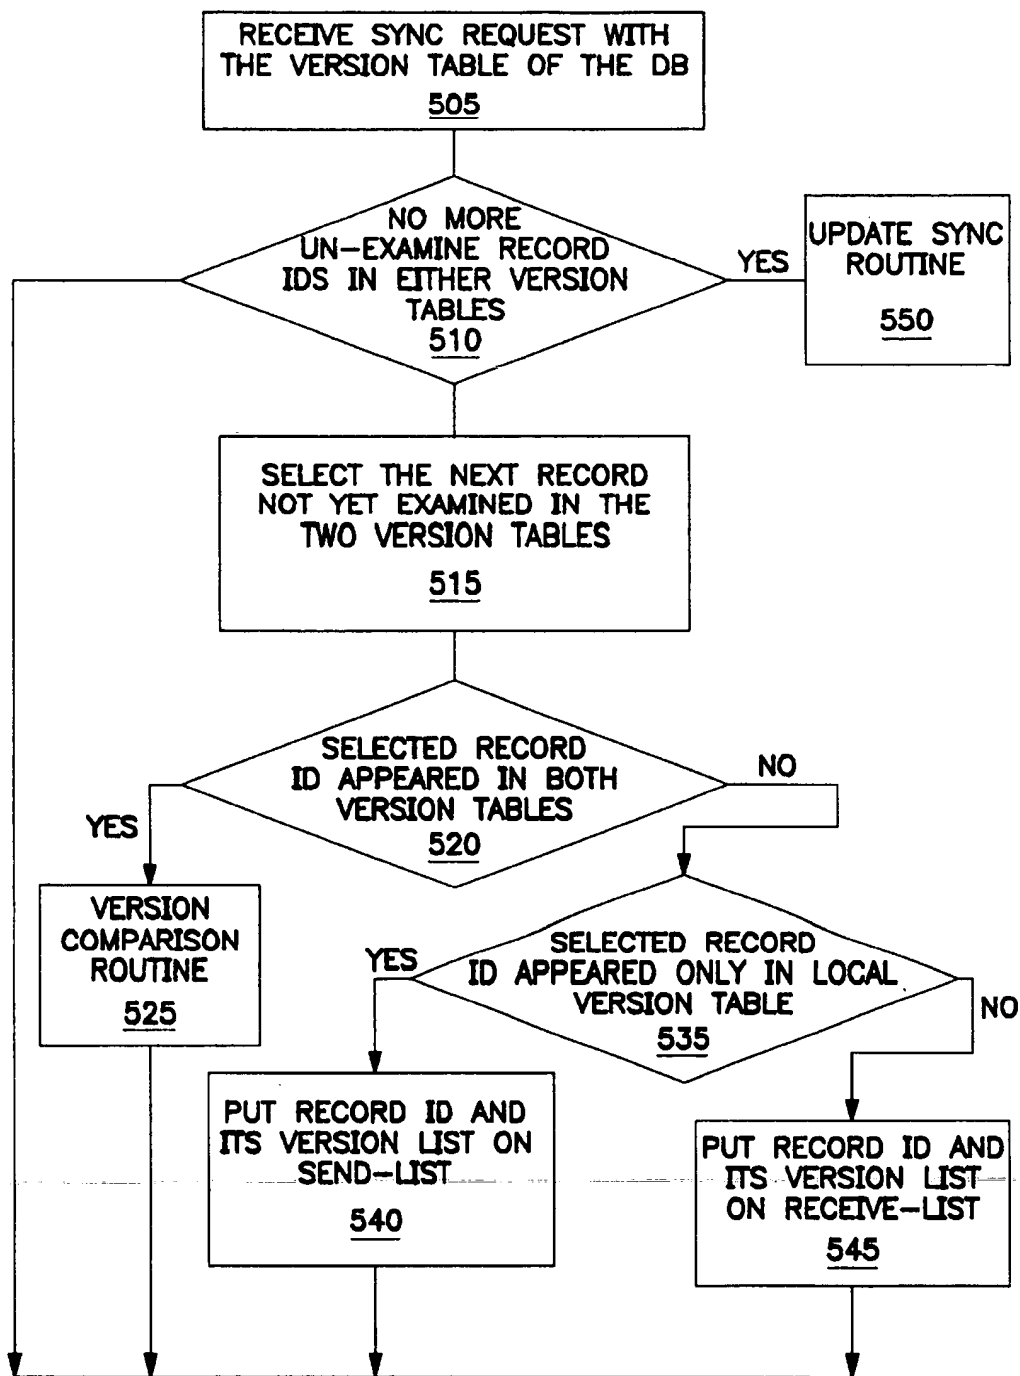 RECEIVE SYNC REQUEST WITH
THE VERSION TABLE OF THE DB
505
NO MORE
UN-EXAMINE RECORD
IDS IN EITHER VERSION
TABLES
510
YES
UPDATE SYNC
ROUTINE
550
SELECT THE NEXT RECORD
NOT YET EXAMINED IN THE
TWO VERSION TABLES
515
SELECTED RECORD
ID APPEARED IN BOTH
VERSION TABLES
520
YES
NO
VERSION
COMPARISON
ROUTINE
525
SELECTED RECORD
ID APPEARED ONLY IN LOCAL
VERSION TABLE
535
YES
NO
PUT RECORD ID AND
ITS VERSION LIST ON
SEND-LIST
540
PUT RECORD ID AND
ITS VERSION LIST
ON RECEIVE-LIST
545